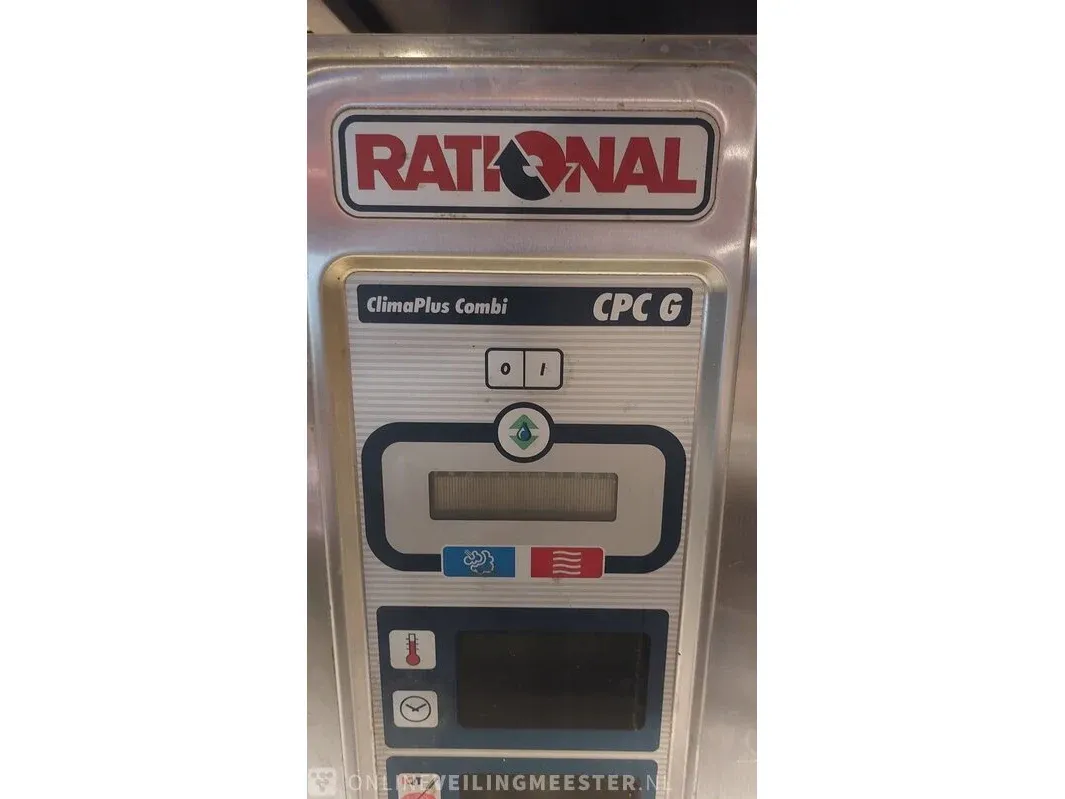 RATIONAL
ClimaPlus Combi CPC G
0 I
ONLINEVEILINGMEESTER.NL